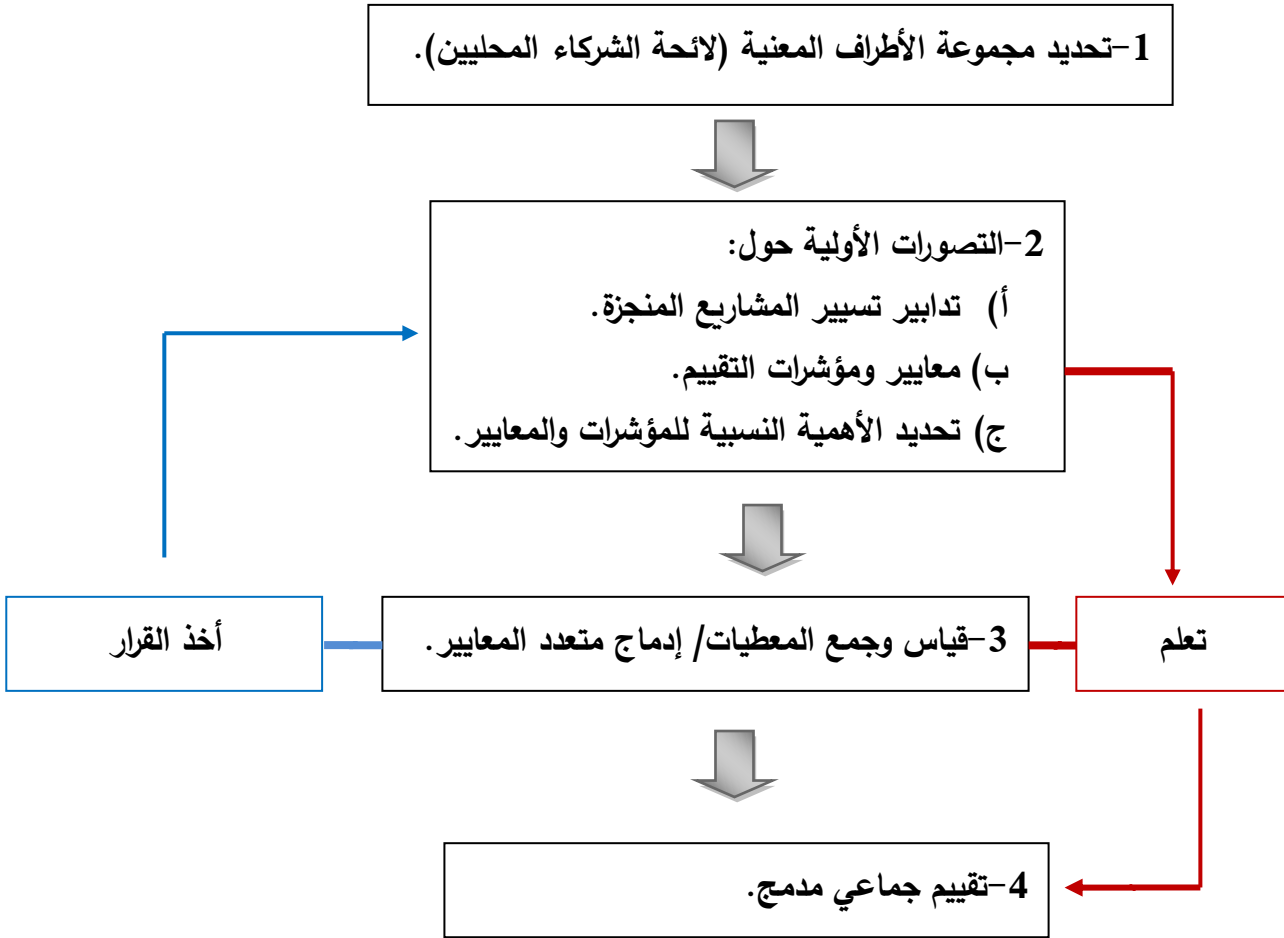 1-تحديد مجموعة الأطراف المعنية (لائحة الشركاء المحليين).
2-التصورات الأولية حول:
أ) تدابير تسيير المشاريع المنجزة.
ب) معايير ومؤشرات التقييم.
ج) تحديد الأهمية النسبية للمؤشرات والمعايير.
تعلم
3-قياس وجمع المعطيات/ إدماج متعدد المعايير.
أخذ القرار
4-تقييم جماعي مدمج.